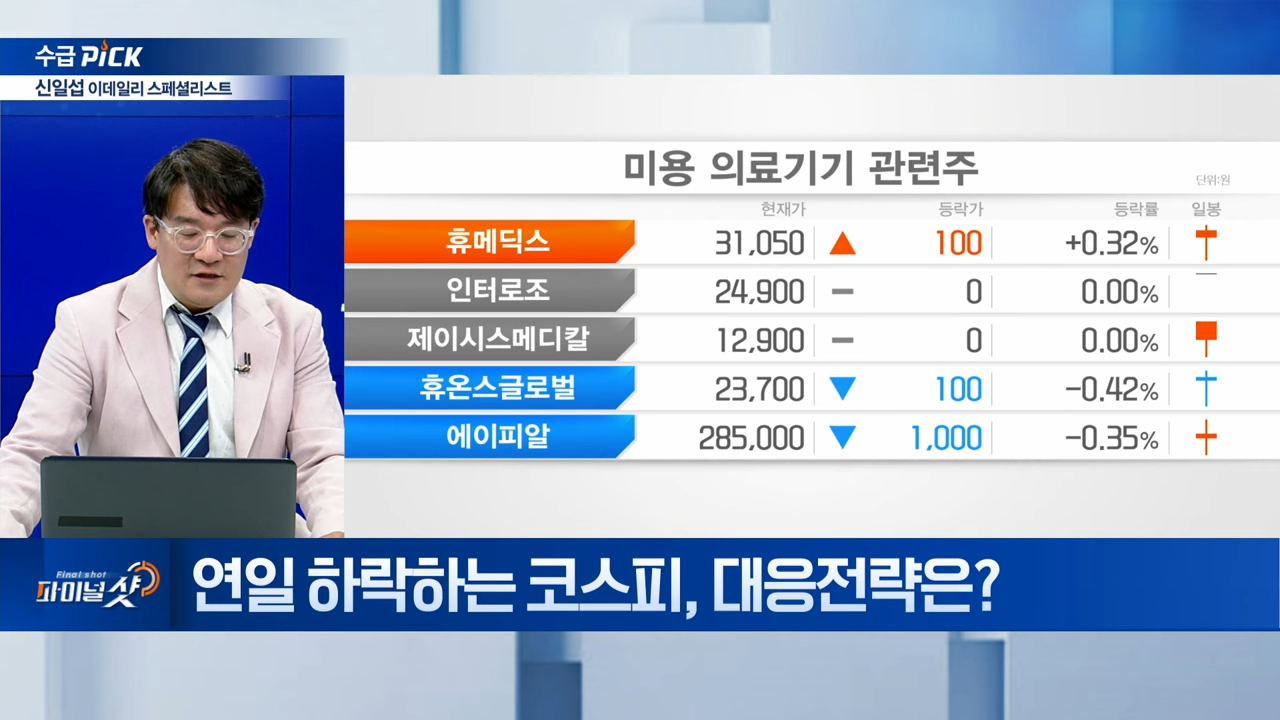 수급 PiCK
신일섭 이데일리 스페셜리스트
미용 의료기기 관련주
단위:원
현재가 등락가 등락률 일봉
휴메딕스 31,050 ▲ 100 +0.32%
인터로조 24,900 − 0 0.00%
제이시스메디칼 12,900 − 0 0.00%
휴온스글로벌 23,700 ▼ 100 −0.42%
에이피알 285,000 ▼ 1,000 −0.35%
Final shot
파이널샷
연일 하락하는 코스피, 대응전략은?